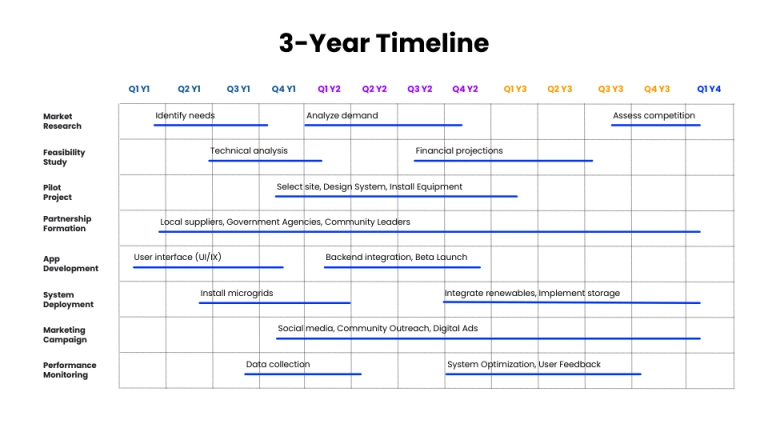 3-Year Timeline
Q1 Y1 Q2 Y1 Q3 Y1 Q4 Y1 Q1 Y2 Q2 Y2 Q3 Y2 Q4 Y2 Q1 Y3 Q2 Y3 Q3 Y3 Q4 Y3 Q1 Y4
Market
Research
Identify needs
Analyze demand
Assess competition
Feasibility
Study
Technical analysis
Financial projections
Pilot
Project
Select site, Design System, Install Equipment
Partnership
Formation
Local suppliers, Government Agencies, Community Leaders
App
Development
User interface (UI/IX)
Backend integration, Beta Launch
System
Deployment
Install microgrids
Integrate renewables, Implement storage
Marketing
Campaign
Social media, Community Outreach, Digital Ads
Performance
Monitoring
Data collection
System Optimization, User Feedback